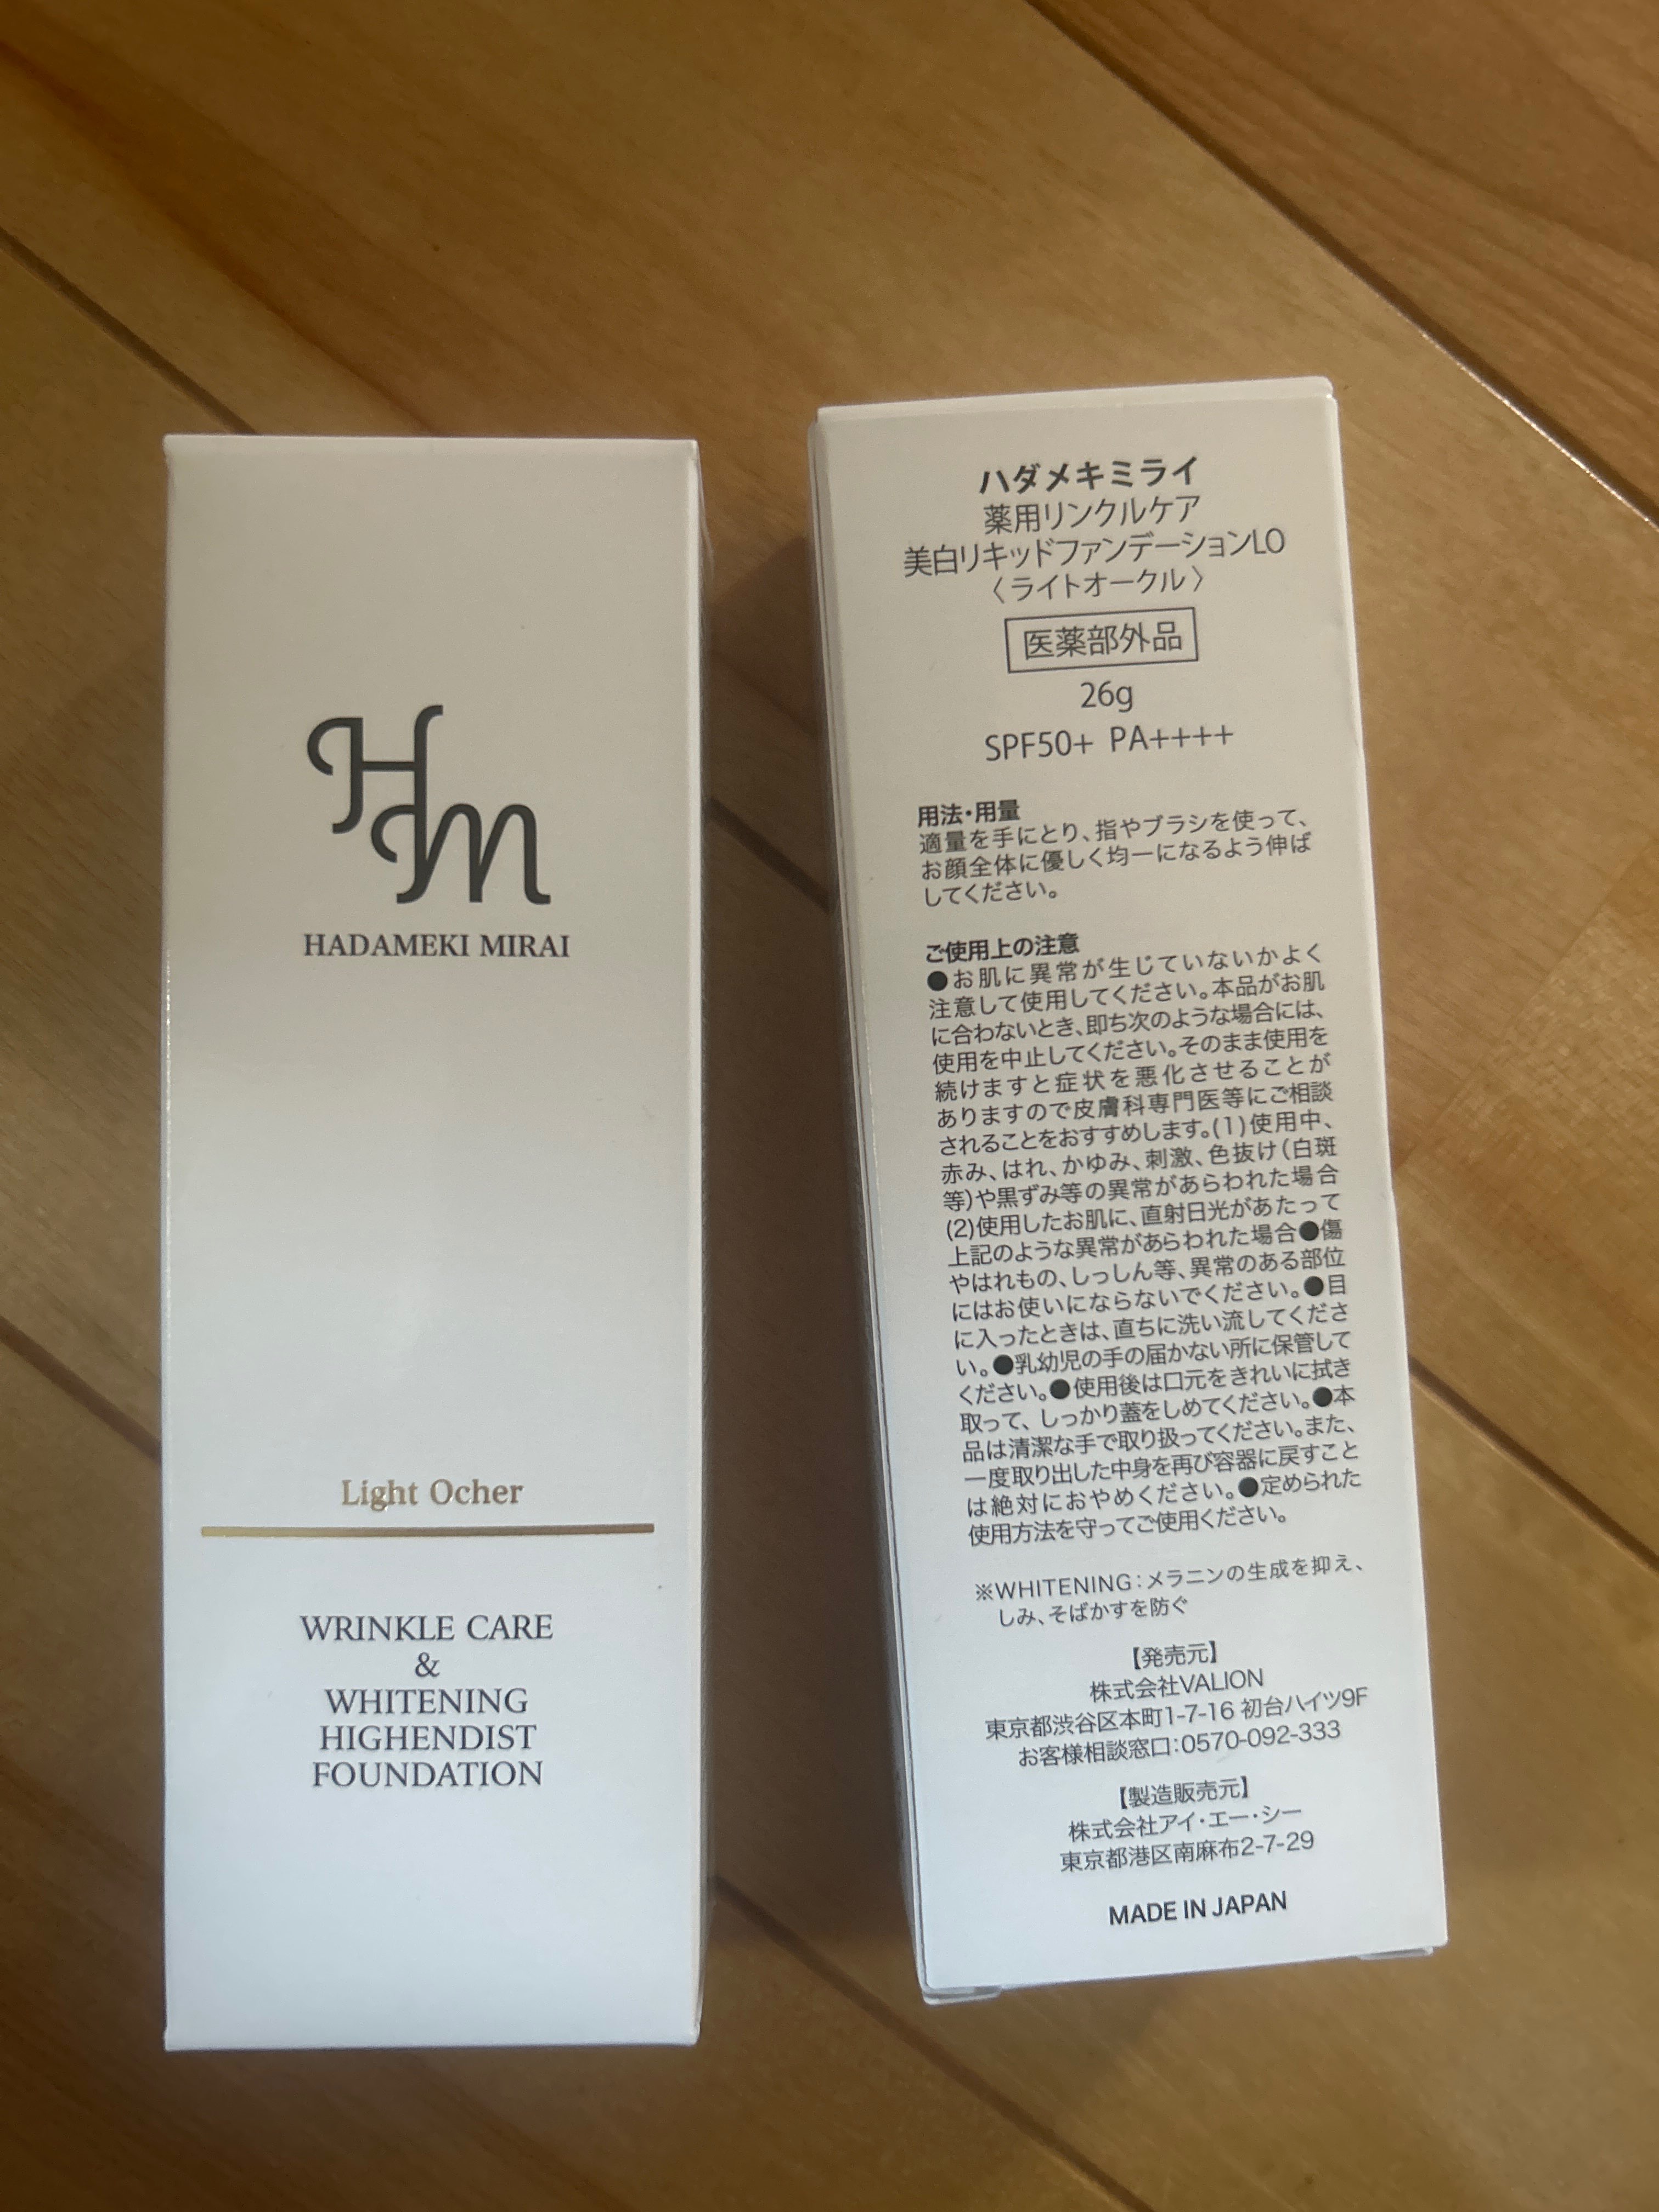 HM
HADAMEKI MIRAI
Light Ocher
WRINKLE CARE
&
WHITENING
HIGHENDIST
FOUNDATION
ハダメキミライ
薬用リンクルケア
美白リキッドファンデーションLO
〈ライトオークル〉
医薬部外品
26g
SPF50+ PA++++
用法・用量
適量を手にとり、指やブラシを使って、
お顔全体に優しく均一になるよう伸ば
してください。
ご使用上の注意
●お肌に異常が生じていないかよく
注意して使用してください。本品がお肌
に合わないとき、即ち次のような場合には、
使用を中止してください。そのまま使用を
続けますと症状を悪化させることが
ありますので皮膚科専門医等にご相談
されることをおすすめします。(1)使用中、
赤み、はれ、かゆみ、刺激、色抜け(白斑
等)や黒ずみ等の異常があらわれた場合
(2)使用したお肌に、直射日光があたって
上記のような異常があらわれた場合●傷
やはれもの、しっしん等、異常のある部位
にはお使いにならないでください。●目
に入ったときは、直ちに洗い流してくださ
い。●乳幼児の手の届かない所に保管して
ください。●使用後は口元をきれいに拭き
取って、しっかり蓋をしめてください。●本
品は清潔な手で取り扱ってください。また、
一度取り出した中身を再び容器に戻すこと
は絶対におやめください。●定められた
使用方法を守ってご使用ください。
※WHITENING:メラニンの生成を抑え、
しみ、そばかすを防ぐ
【発売元】
株式会社VALION
東京都渋谷区本町1-7-16 初台ハイツ9F
お客様相談窓口:0570-092-333
【製造販売元】
株式会社アイ・エー・シー
東京都港区南麻布2-7-29
MADE IN JAPAN